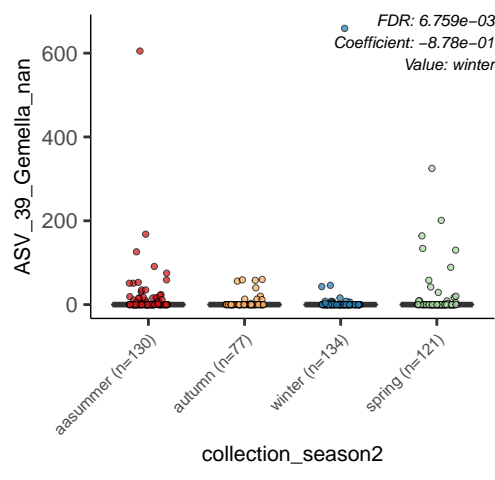 FDR: 6.759e−03
Coefficient: −8.78e−01
Value: winter
ASV_39_Gemella_nan
600
400
200
0
aasummer (n=130)
autumn (n=77)
winter (n=134)
spring (n=121)
collection_season2